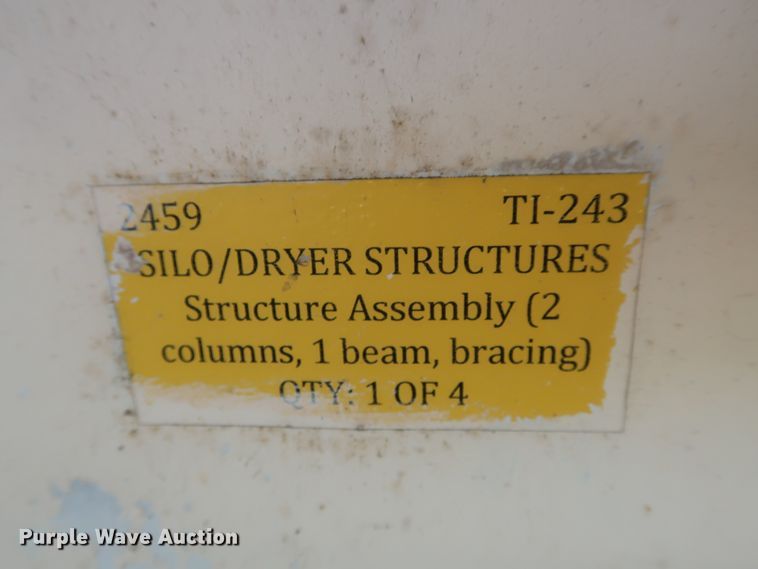 2459 TI-243
SILO/DRYER STRUCTURES
Structure Assembly (2
columns, 1 beam, bracing)
QTY: 1 OF 4
Purple Wave Auction